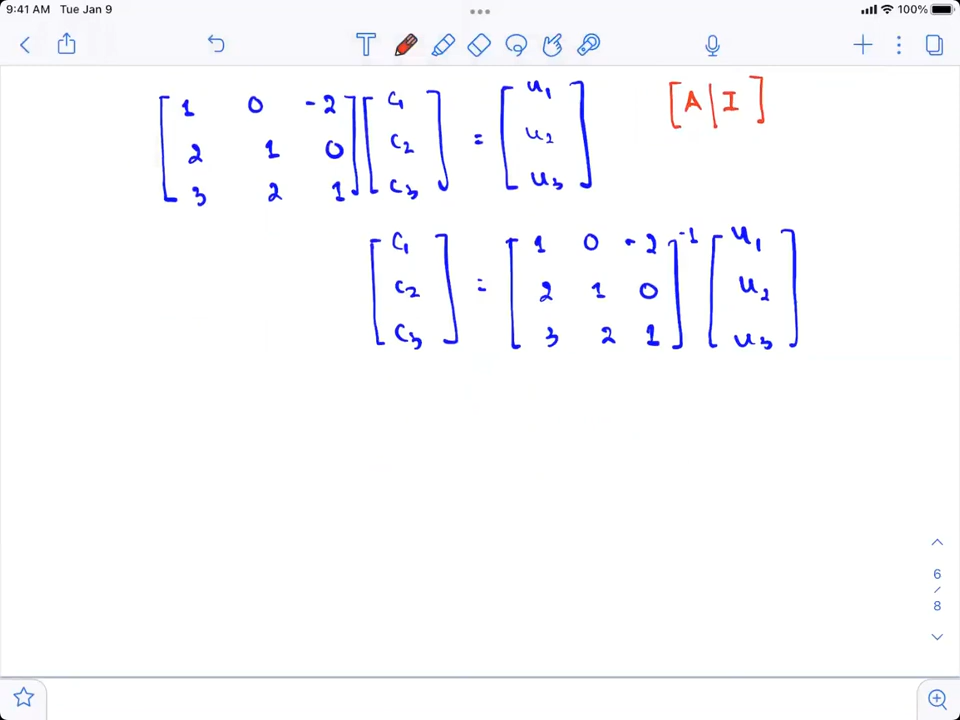 9:41 AM Tue Jan 9 100%
T
[1 0 -2] [c1] = [u1] [A|I]
[2 1 0] [c2] [u2]
[3 2 1] [c3] [u3]
[c1] = [1 0 -2]-1 [u1]
[c2] [2 1 0] [u2]
[c3] [3 2 1] [u3]
6
/
8